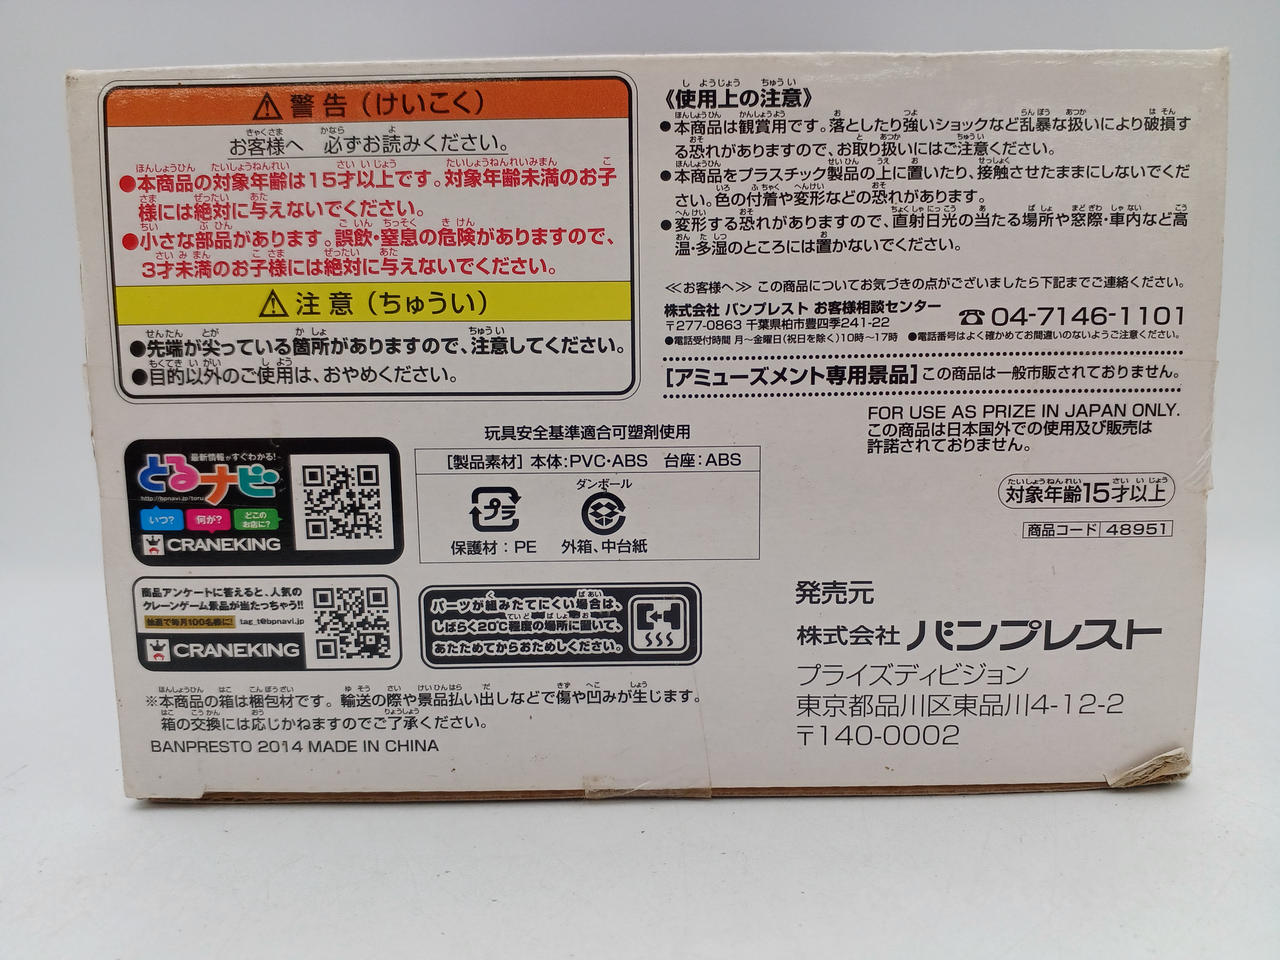 ⚠ 警告(けいこく)
お客様へ 必ずお読みください。
●本商品の対象年齢は15才以上です。対象年齢未満のお子
様には絶対に与えないでください。
●小さな部品があります。誤飲・窒息の危険がありますので、
3才未満のお子様には絶対に与えないでください。
⚠ 注意(ちゅうい)
●先端が尖っている箇所がありますので、注意してください。
●目的以外のご使用は、おやめください。
《使用上の注意》
●本商品は観賞用です。落としたり強いショックなど乱暴な扱いにより破損す
る恐れがありますので、お取り扱いにはご注意ください。
●本商品をプラスチック製品の上に置いたり、接触させたままにしないでくだ
さい。色の付着や変形などの恐れがあります。
●変形する恐れがありますので、直射日光の当たる場所や窓際・車内など高
温・多湿のところには置かないでください。
≪お客様へ≫ この商品についてお気づきの点がございましたら下記までご連絡ください。
株式会社 バンプレスト お客様相談センター
〒277-0863 千葉県柏市豊四季241-22
☎04-7146-1101
●電話受付時間 月〜金曜日(祝日を除く)10時〜17時 ●電話番号はよく確かめてお間違いのないようご注意ください。
[アミューズメント専用景品]この商品は一般市販されておりません。
FOR USE AS PRIZE IN JAPAN ONLY.
この商品は日本国外での使用及び販売は
許諾されておりません。
対象年齢15才以上
商品コード 48951
最新情報がすぐわかる!
とるナビ
http://bpnavi.jp/toru
いつ? 何が? どこのお店に?
CRANEKING
玩具安全基準適合可塑剤使用
[製品素材] 本体:PVC・ABS 台座:ABS
プラ
ダンボール
保護材:PE 外箱、中台紙
商品アンケートに答えると、人気の
クレーンゲーム景品が当たっちゃう!!
抽選で毎月100名様に! tag_t@bpnavi.jp
CRANEKING
パーツが組みたてにくい場合は、
しばらく20℃程度の場所に置いて、
あたためてからおためしください。
発売元
株式会社 バンプレスト
プライズディビジョン
東京都品川区東品川4-12-2
〒140-0002
※本商品の箱は梱包材です。輸送の際や景品払い出しなどで傷や凹みが生じます。
箱の交換には応じかねますのでご了承ください。
BANPRESTO 2014 MADE IN CHINA